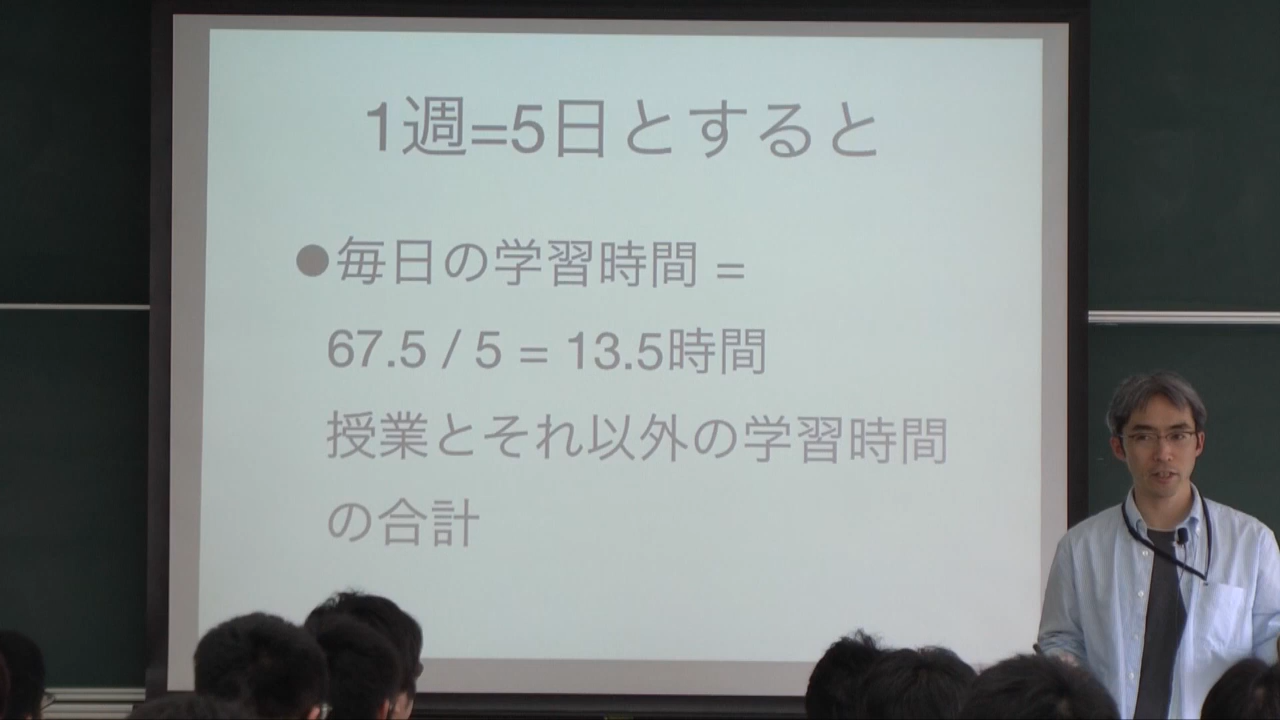 1週=5日とすると
●毎日の学習時間 =
67.5 / 5 = 13.5時間
授業とそれ以外の学習時間
の合計